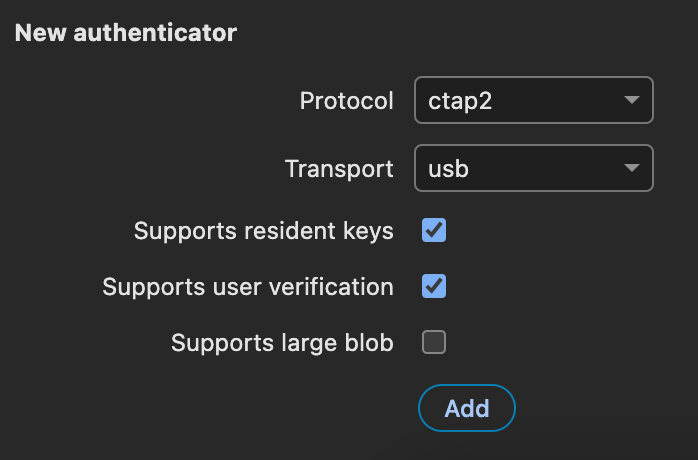 New authenticator
Protocol ctap2
Transport usb
Supports resident keys
Supports user verification
Supports large blob
Add